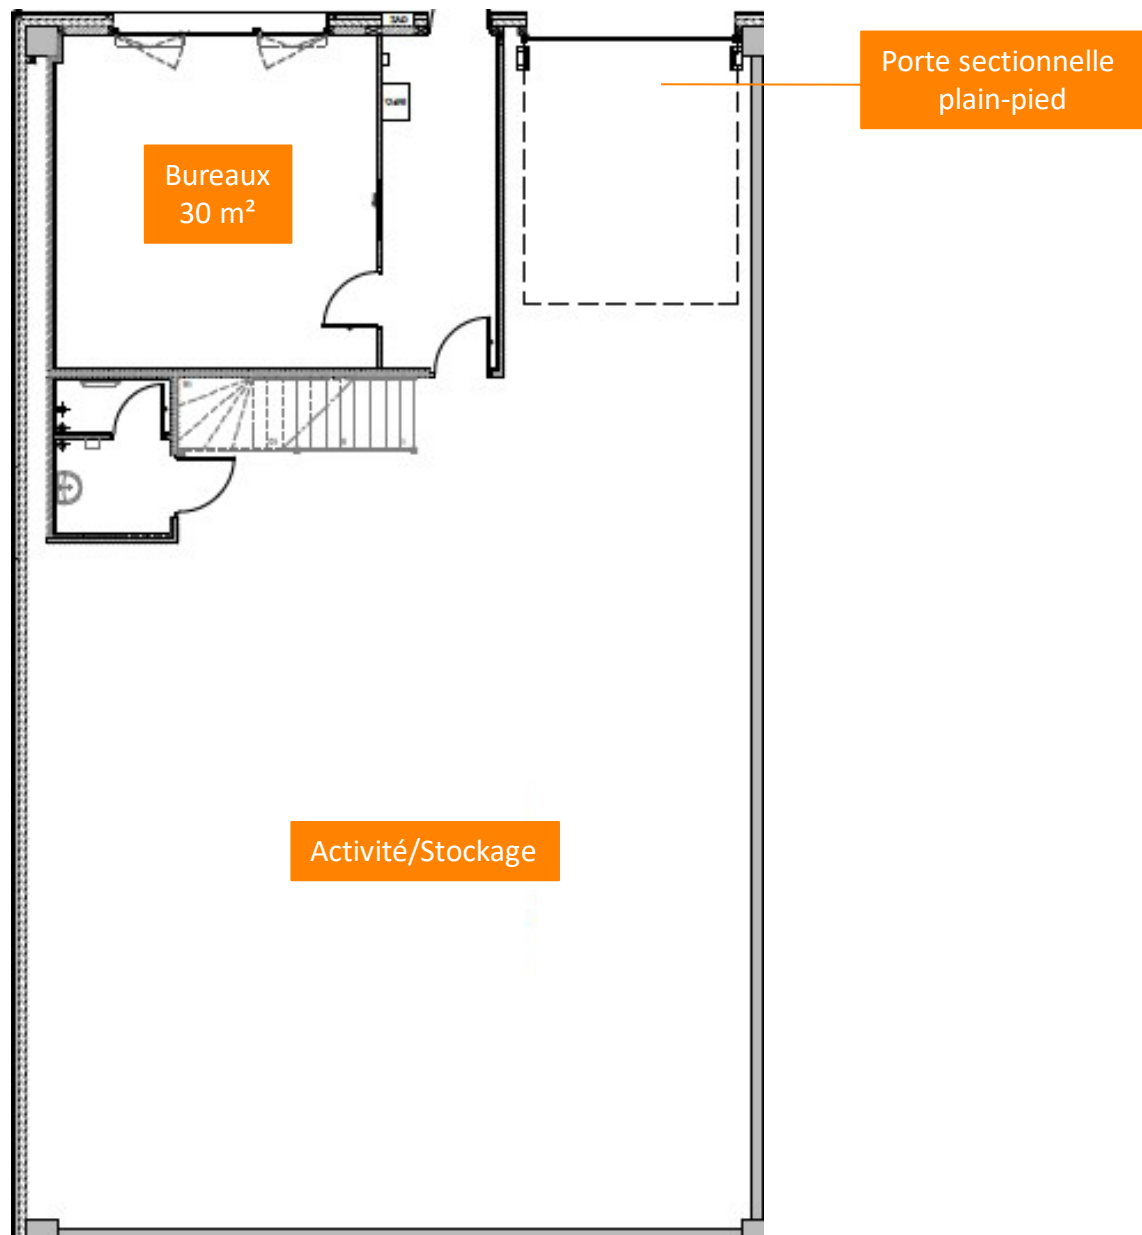 Porte sectionnelle
plain-pied
Bureaux
30 m²
Activité/Stockage